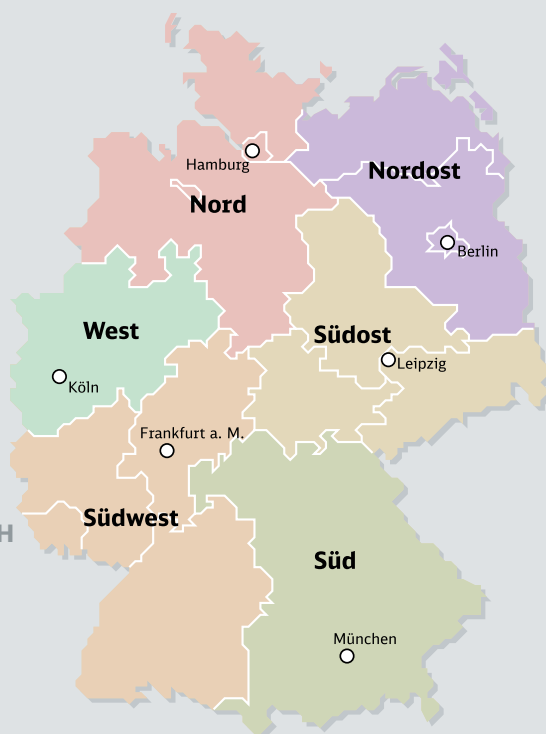 Hamburg
Nordost
Nord
Berlin
West
Südost
Leipzig
Köln
Frankfurt a. M.
Südwest
H
Süd
München